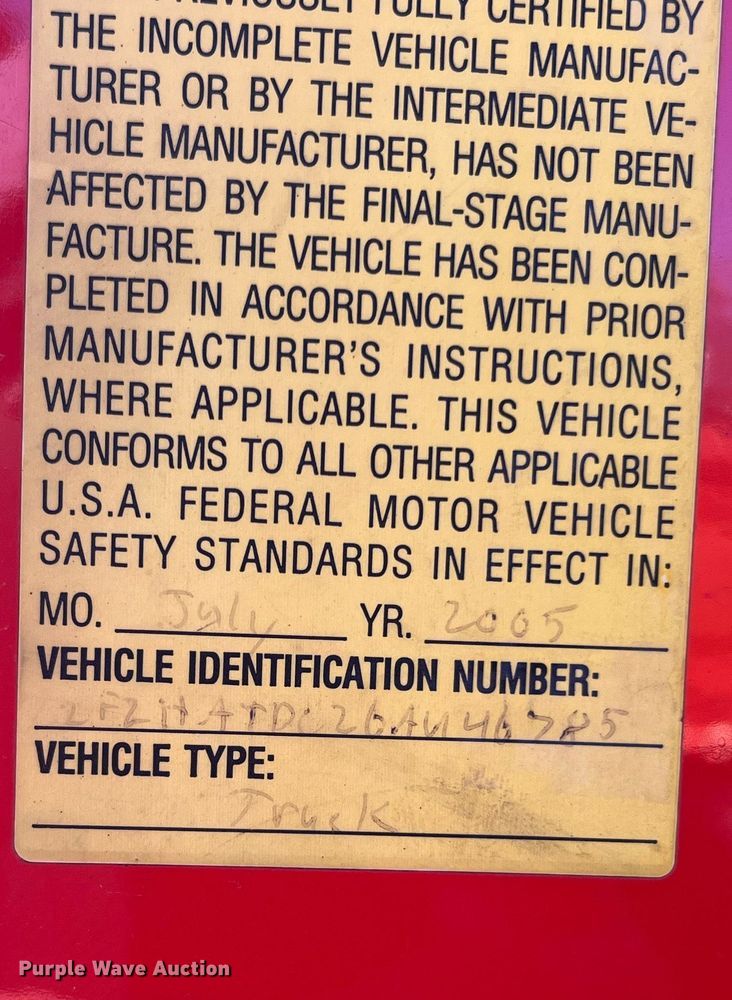 FULLY CERTIFIED BY
THE INCOMPLETE VEHICLE MANUFAC-
TURER OR BY THE INTERMEDIATE VE-
HICLE MANUFACTURER, HAS NOT BEEN
AFFECTED BY THE FINAL-STAGE MANU-
FACTURE. THE VEHICLE HAS BEEN COM-
PLETED IN ACCORDANCE WITH PRIOR
MANUFACTURER'S INSTRUCTIONS,
WHERE APPLICABLE. THIS VEHICLE
CONFORMS TO ALL OTHER APPLICABLE
U.S.A. FEDERAL MOTOR VEHICLE
SAFETY STANDARDS IN EFFECT IN:
MO. July YR. 2005
VEHICLE IDENTIFICATION NUMBER:
VEHICLE TYPE:
Truck
Purple Wave Auction